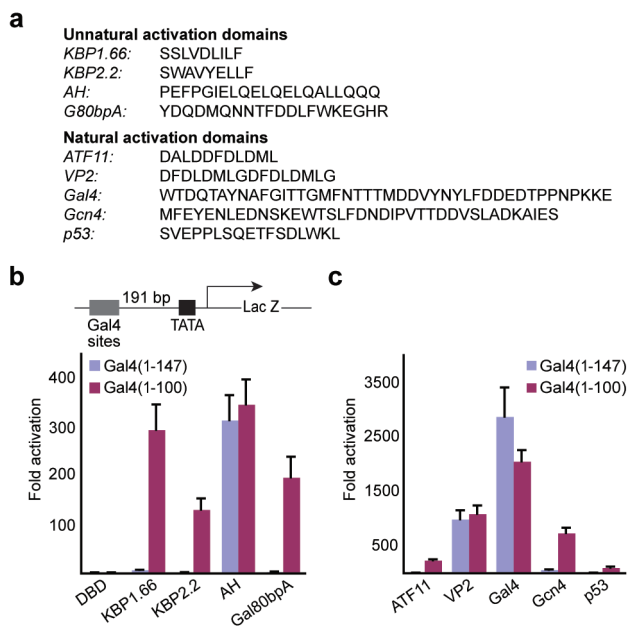 a
Unnatural activation domains
KBP1.66: SSLVDLILF
KBP2.2: SWAVYELLF
AH: PEFPGIELQELQELQALLQQQ
G80bpA: YDQDMQNNTFDDLFWKEGHR
Natural activation domains
ATF11: DALDDFDLDML
VP2: DFDLDMLGDFDLDMLG
Gal4: WTDQTAYNAFGITTGMFNTTTMDDVYNYLFDDEDTPPNPKKE
Gcn4: MFEYENLEDNSKEWTSLFDNDIPVTTDDVSLADKAIES
p53: SVEPPLSQETFSDLWKL
b
191 bp
Gal4 sites
TATA
Lac Z
Gal4(1-147)
Gal4(1-100)
Fold activation
400
300
200
100
DBD
KBP1.66
KBP2.2
AH
Gal80bpA
c
Gal4(1-147)
Gal4(1-100)
Fold activation
3500
2500
1500
500
ATF11
VP2
Gal4
Gcn4
p53